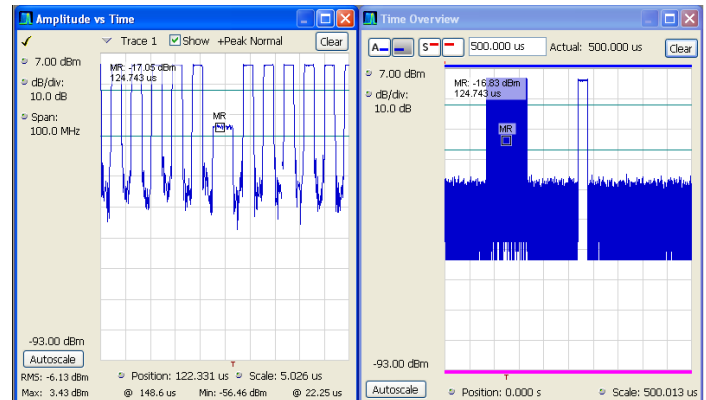 Amplitude vs Time
Trace 1 Show +Peak Normal Clear
7.00 dBm
dB/div:
10.0 dB
Span:
100.0 MHz
MR: -17.05 dBm
124.743 us
MR
-93.00 dBm
Autoscale
T
Position: 122.331 us Scale: 5.026 us
RMS: -6.13 dBm
Max: 3.43 dBm @ 148.6 us Min: -56.46 dBm @ 22.25 us
Time Overview
A S 500.000 us Actual: 500.000 us Clear
7.00 dBm
dB/div:
10.0 dB
MR: -16.83 dBm
124.743 us
MR
-93.00 dBm
T
Autoscale Position: 0.000 s Scale: 500.013 us